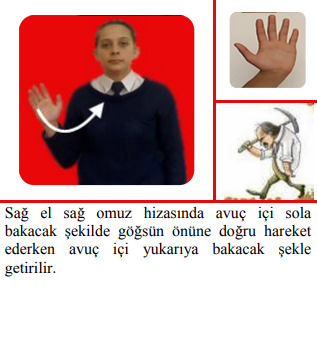 Sağ el sağ omuz hizasında avuç içi sola
bakacak şekilde göğsün önüne doğru hareket
ederken avuç içi yukarıya bakacak şekle
getirilir.